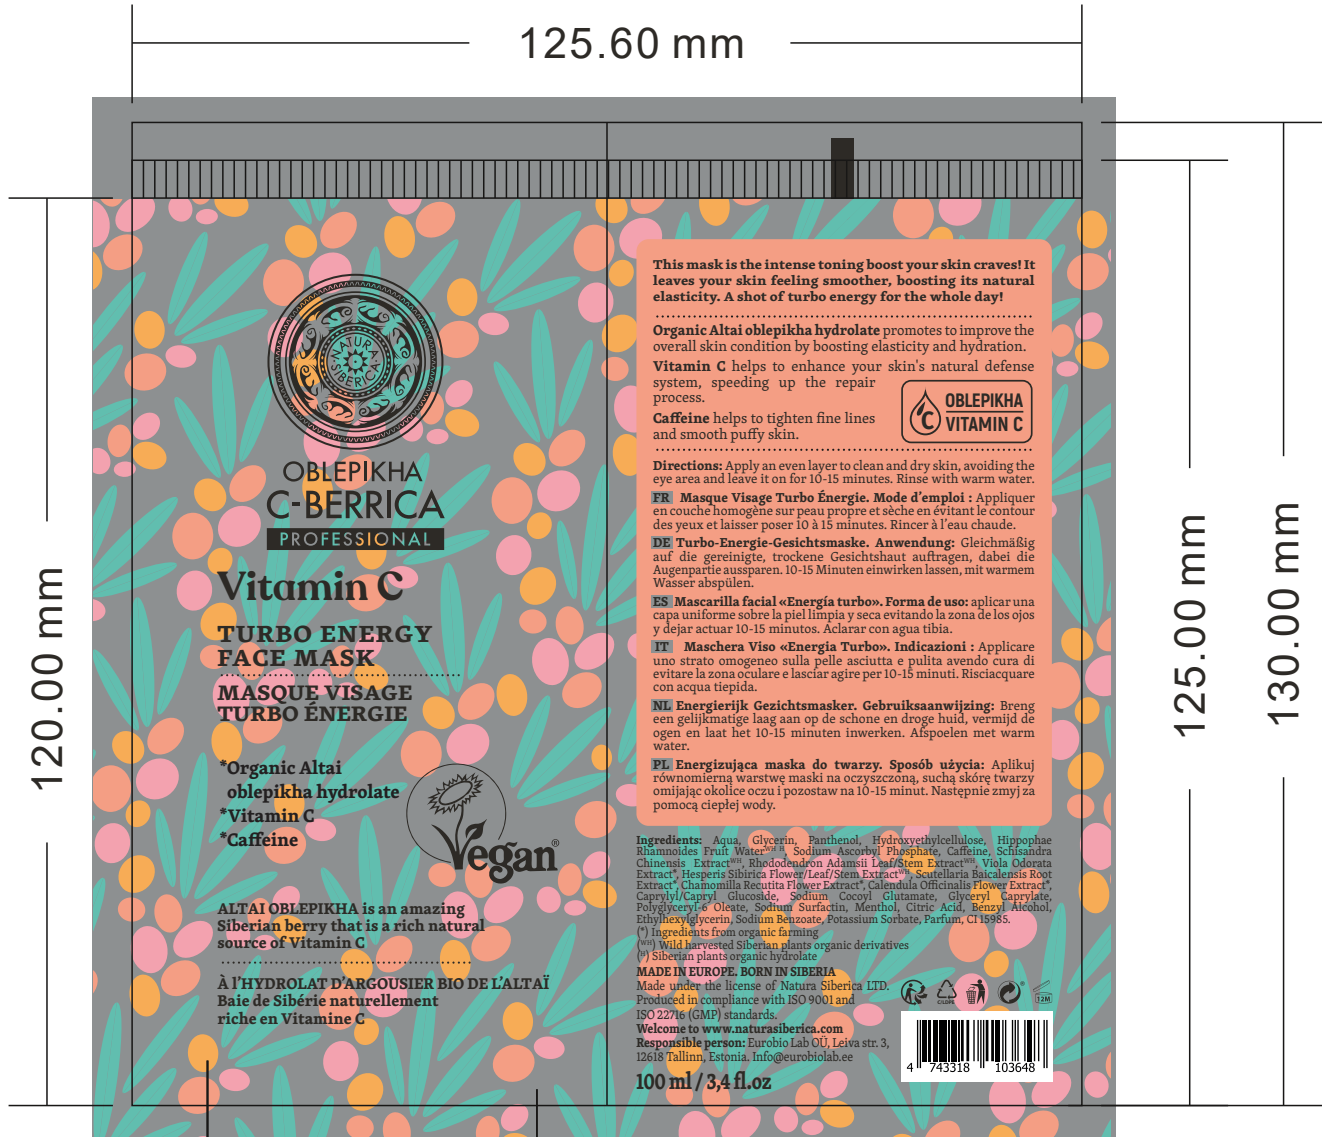 125.60 mm
120.00 mm
125.00 mm
130.00 mm
NATURA
SIBERICA
OBLEPIKHA
C-BERRICA
PROFESSIONAL
Vitamin C
TURBO ENERGY
FACE MASK
MASQUE VISAGE
TURBO ÉNERGIE
*Organic Altai
oblepikha hydrolate
*Vitamin C
*Caffeine
Vegan®
ALTAI OBLEPIKHA is an amazing
Siberian berry that is a rich natural
source of Vitamin C
À l'HYDROLAT D'ARGOUSIER BIO DE L'ALTAÏ
Baie de Sibérie naturellement
riche en Vitamine C
This mask is the intense toning boost your skin craves! It
leaves your skin feeling smoother, boosting its natural
elasticity. A shot of turbo energy for the whole day!
Organic Altai oblepikha hydrolate promotes to improve the
overall skin condition by boosting elasticity and hydration.
Vitamin C helps to enhance your skin's natural defense
system, speeding up the repair
process.
Caffeine helps to tighten fine lines
and smooth puffy skin.
C
OBLEPIKHA
VITAMIN C
Directions: Apply an even layer to clean and dry skin, avoiding the
eye area and leave it on for 10-15 minutes. Rinse with warm water.
FR Masque Visage Turbo Énergie. Mode d'emploi : Appliquer
en couche homogène sur peau propre et sèche en évitant le contour
des yeux et laisser poser 10 à 15 minutes. Rincer à l'eau chaude.
DE Turbo-Energie-Gesichtsmaske. Anwendung: Gleichmäßig
auf die gereinigte, trockene Gesichtshaut auftragen, dabei die
Augenpartie aussparen. 10-15 Minuten einwirken lassen, mit warmem
Wasser abspülen.
ES Mascarilla facial «Energía turbo». Forma de uso: aplicar una
capa uniforme sobre la piel limpia y seca evitando la zona de los ojos
y dejar actuar 10-15 minutos. Aclarar con agua tibia.
IT Maschera Viso «Energia Turbo». Indicazioni : Applicare
uno strato omogeneo sulla pelle asciutta e pulita avendo cura di
evitare la zona oculare e lasciar agire per 10-15 minuti. Risciacquare
con acqua tiepida.
NL Energierijk Gezichtsmasker. Gebruiksaanwijzing: Breng
een gelijkmatige laag aan op de schone en droge huid, vermijd de
ogen en laat het 10-15 minuten inwerken. Afspoelen met warm
water.
PL Energizująca maska do twarzy. Sposób użycia: Aplikuj
równomierną warstwę maski na oczyszczoną, suchą skórę twarzy
omijając okolice oczu i pozostaw na 10-15 minut. Następnie zmyj za
pomocą ciepłej wody.
Ingredients: Aqua, Glycerin, Panthenol, Hydroxyethylcellulose, Hippophae
Rhamnoides Fruit Water^WH H, Sodium Ascorbyl Phosphate, Caffeine, Schisandra
Chinensis Extract^WH, Rhododendron Adamsii Leaf/Stem Extract^WH, Viola Odorata
Extract*, Hesperis Sibirica Flower/Leaf/Stem Extract^WH, Scutellaria Baicalensis Root
Extract*, Chamomilla Recutita Flower Extract*, Calendula Officinalis Flower Extract*,
Caprylyl/Capryl Glucoside, Sodium Cocoyl Glutamate, Glyceryl Caprylate,
Polyglyceryl-6 Oleate, Sodium Surfactin, Menthol, Citric Acid, Benzyl Alcohol,
Ethylhexylglycerin, Sodium Benzoate, Potassium Sorbate, Parfum, CI 15985.
(*) Ingredients from organic farming
(WH) Wild harvested Siberian plants organic derivatives
(H) Siberian plants organic hydrolate
MADE IN EUROPE. BORN IN SIBERIA
Made under the license of Natura Siberica LTD.
Produced in compliance with ISO 9001 and
ISO 22716 (GMP) standards.
Welcome to www.naturasiberica.com
Responsible person: Eurobio Lab OÜ, Leiva str. 3,
12618 Tallinn, Estonia. Info@eurobiolab.ee
100 ml / 3,4 fl.oz
C/LDPE
®
12M
4 743318 103648